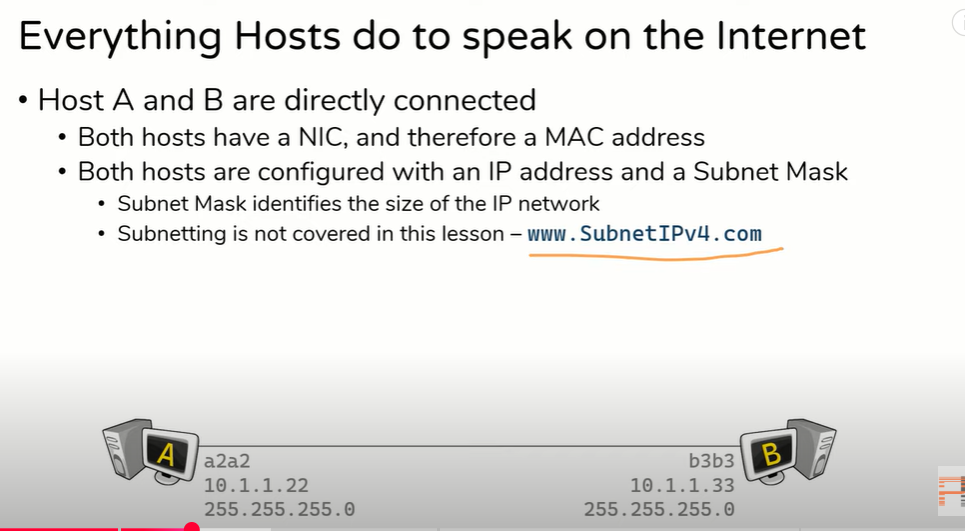 Everything Hosts do to speak on the Internet
• Host A and B are directly connected
• Both hosts have a NIC, and therefore a MAC address
• Both hosts are configured with an IP address and a Subnet Mask
• Subnet Mask identifies the size of the IP network
• Subnetting is not covered in this lesson – www.SubnetIPv4.com
A
a2a2
10.1.1.22
255.255.255.0
B
b3b3
10.1.1.33
255.255.255.0